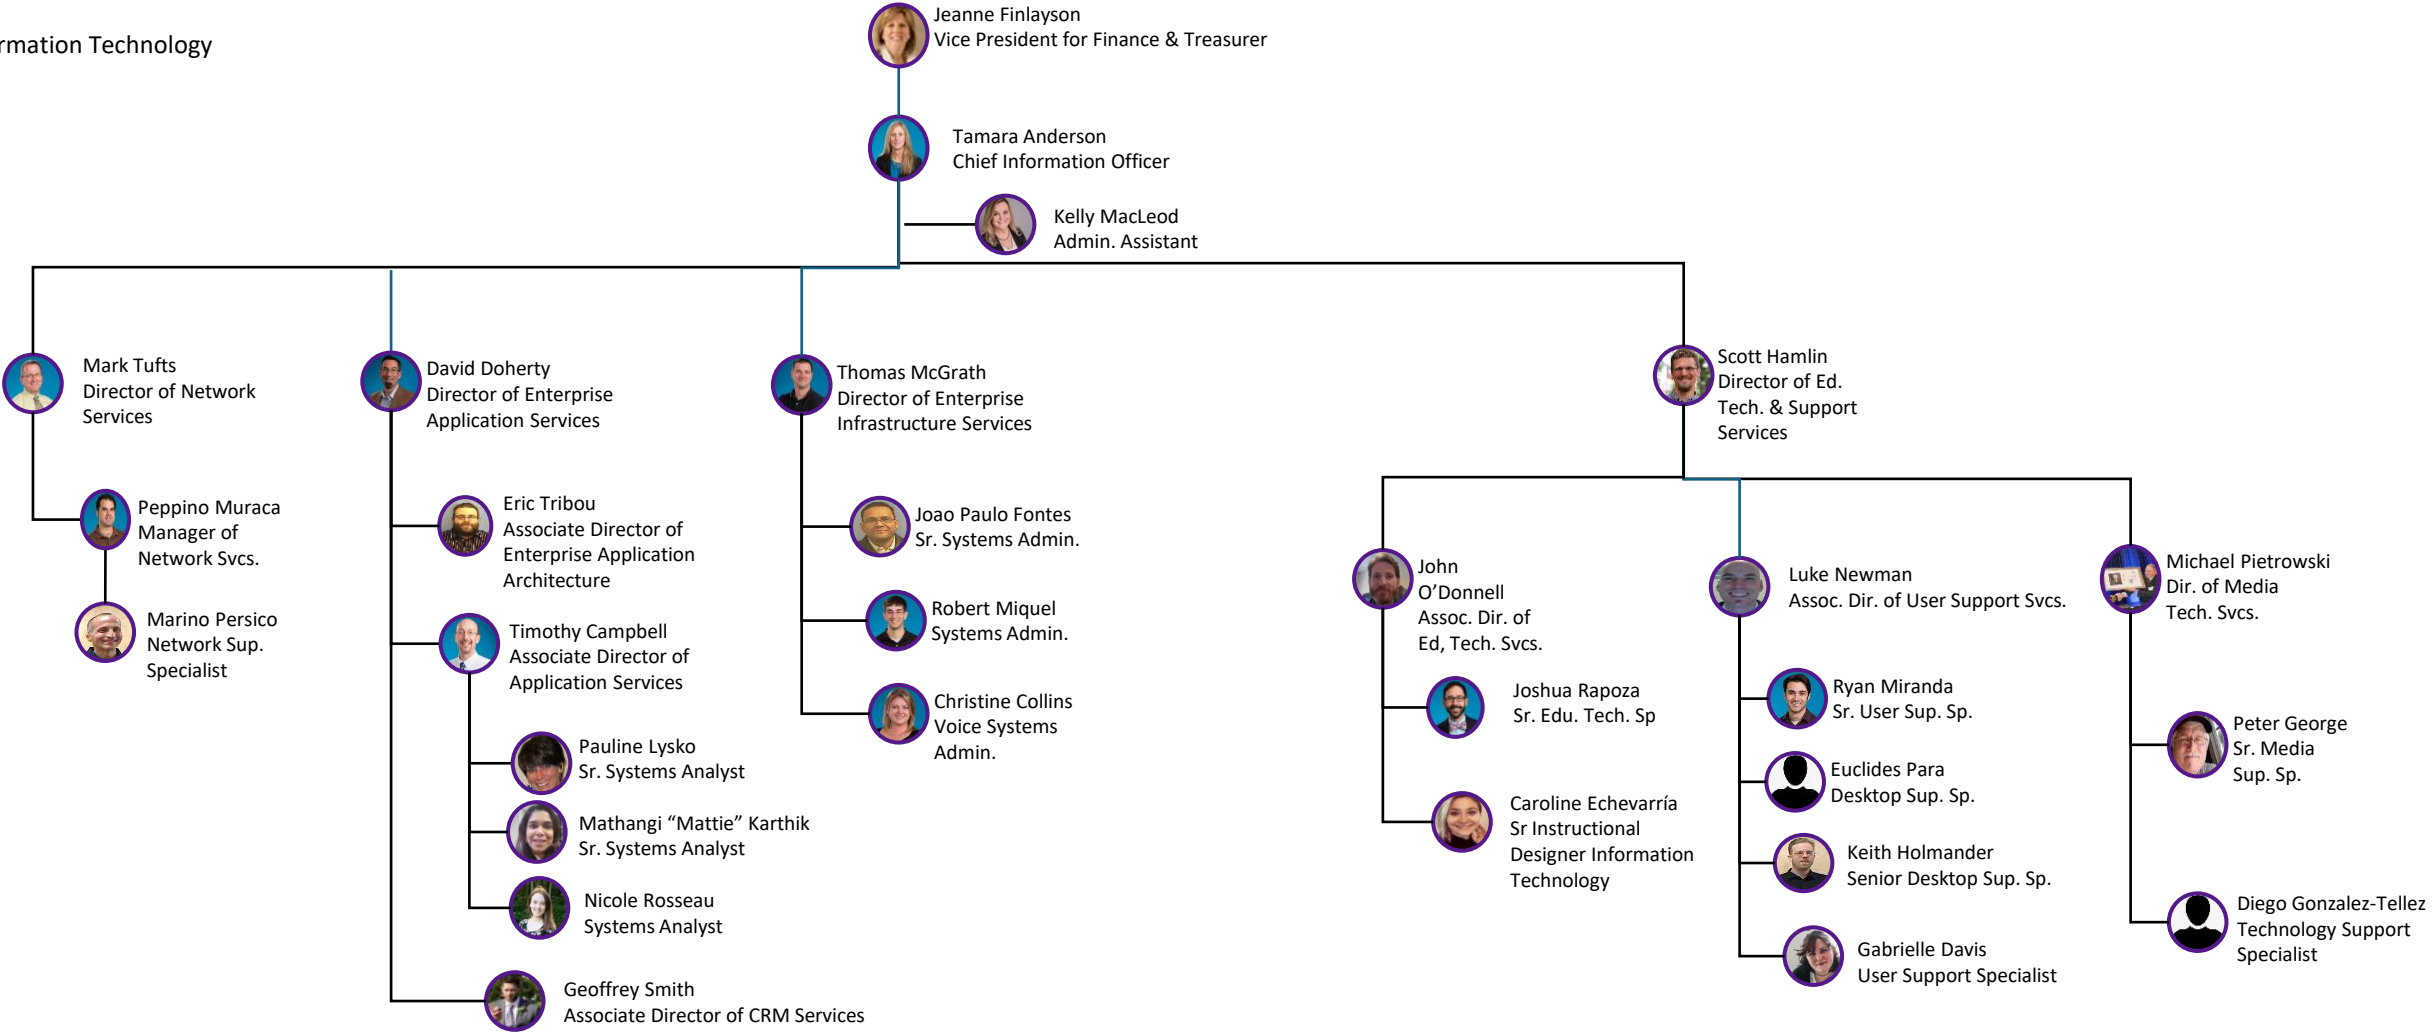 rmation Technology
Jeanne Finlayson
Vice President for Finance & Treasurer
Tamara Anderson
Chief Information Officer
Kelly MacLeod
Admin. Assistant
Mark Tufts
Director of Network
Services
Peppino Muraca
Manager of
Network Svcs.
Marino Persico
Network Sup.
Specialist
David Doherty
Director of Enterprise
Application Services
Eric Tribou
Associate Director of
Enterprise Application
Architecture
Timothy Campbell
Associate Director of
Application Services
Pauline Lysko
Sr. Systems Analyst
Mathangi “Mattie” Karthik
Sr. Systems Analyst
Nicole Rosseau
Systems Analyst
Geoffrey Smith
Associate Director of CRM Services
Thomas McGrath
Director of Enterprise
Infrastructure Services
Joao Paulo Fontes
Sr. Systems Admin.
Robert Miquel
Systems Admin.
Christine Collins
Voice Systems
Admin.
Scott Hamlin
Director of Ed.
Tech. & Support
Services
John
O’Donnell
Assoc. Dir. of
Ed, Tech. Svcs.
Joshua Rapoza
Sr. Edu. Tech. Sp
Caroline Echevarría
Sr Instructional
Designer Information
Technology
Luke Newman
Assoc. Dir. of User Support Svcs.
Ryan Miranda
Sr. User Sup. Sp.
Euclides Para
Desktop Sup. Sp.
Keith Holmander
Senior Desktop Sup. Sp.
Gabrielle Davis
User Support Specialist
Michael Pietrowski
Dir. of Media
Tech. Svcs.
Peter George
Sr. Media
Sup. Sp.
Diego Gonzalez-Tellez
Technology Support
Specialist